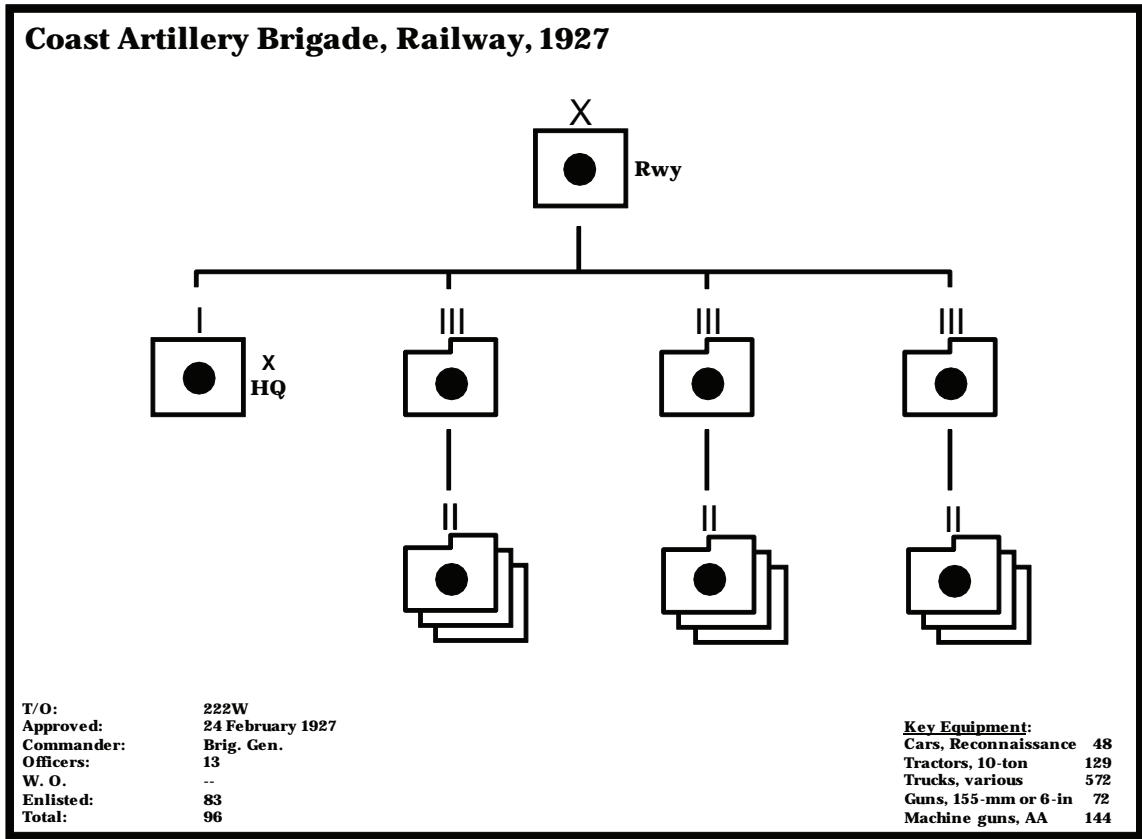 Coast Artillery Brigade, Railway, 1927
X
Rwy
I
III
III
III
X
HQ
II
II
II
T/O: 222W
Approved: 24 February 1927
Commander: Brig. Gen.
Officers: 13
W. O. --
Enlisted: 83
Total: 96
Key Equipment:
Cars, Reconnaissance 48
Tractors, 10-ton 129
Trucks, various 572
Guns, 155-mm or 6-in 72
Machine guns, AA 144